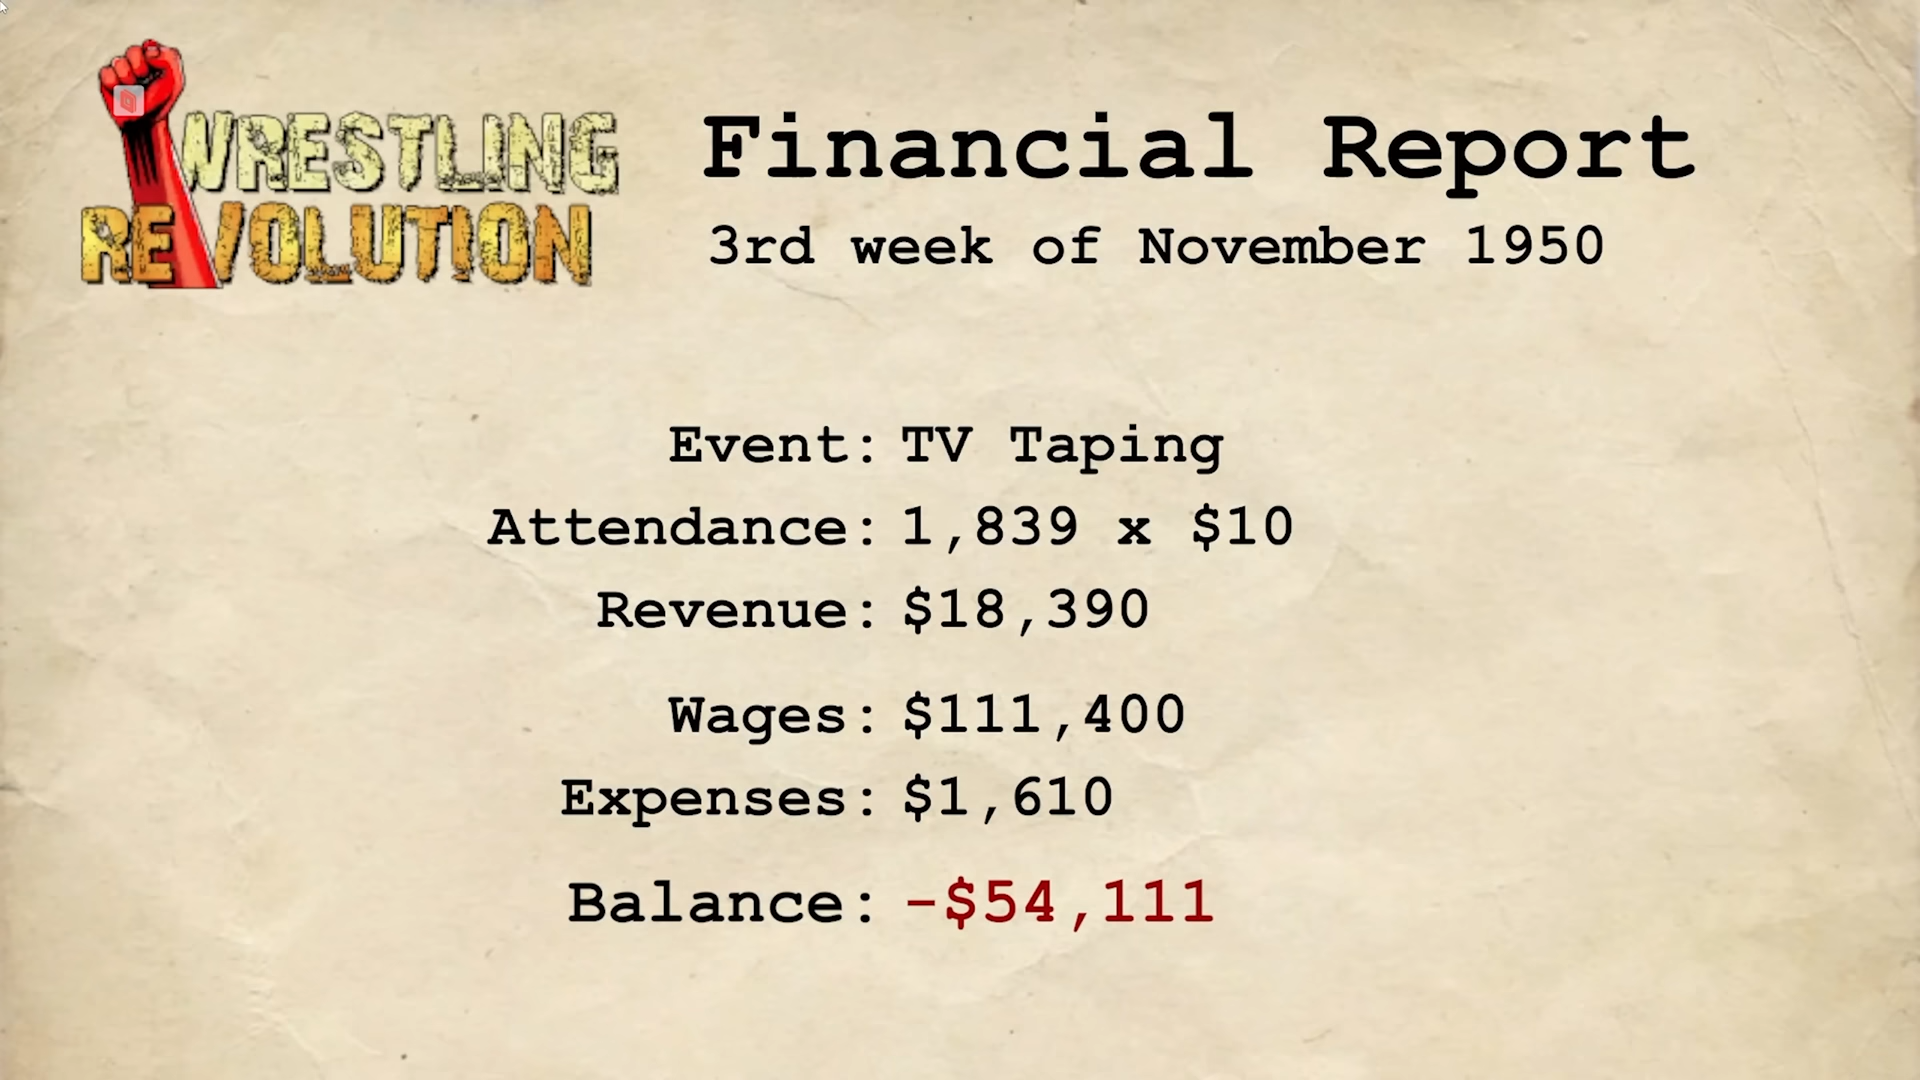 WRESTLING
REVOLUTION
Financial Report
3rd week of November 1950
Event: TV Taping
Attendance: 1,839 x $10
Revenue: $18,390
Wages: $111,400
Expenses: $1,610
Balance: -$54,111